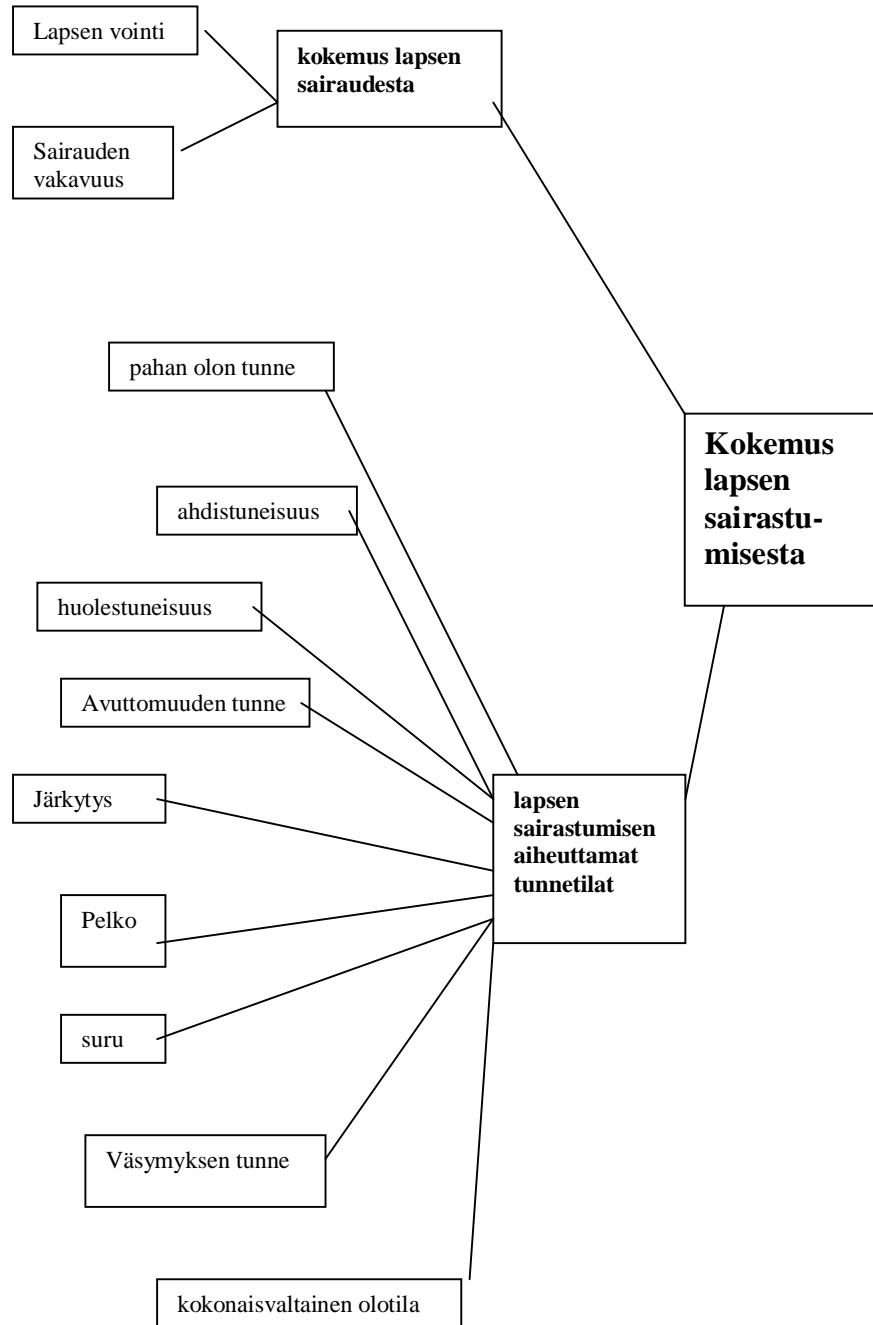 Lapsen vointi
kokemus lapsen
sairaudesta
Sairauden
vakavuus
pahan olon tunne
Kokemus
lapsen
sairastu-
misesta
ahdistuneisuus
huolestuneisuus
Avuttomuuden tunne
Järkytys
lapsen
sairastumisen
aiheuttamat
tunnetilat
Pelko
suru
Väsymyksen tunne
kokonaisvaltainen olotila